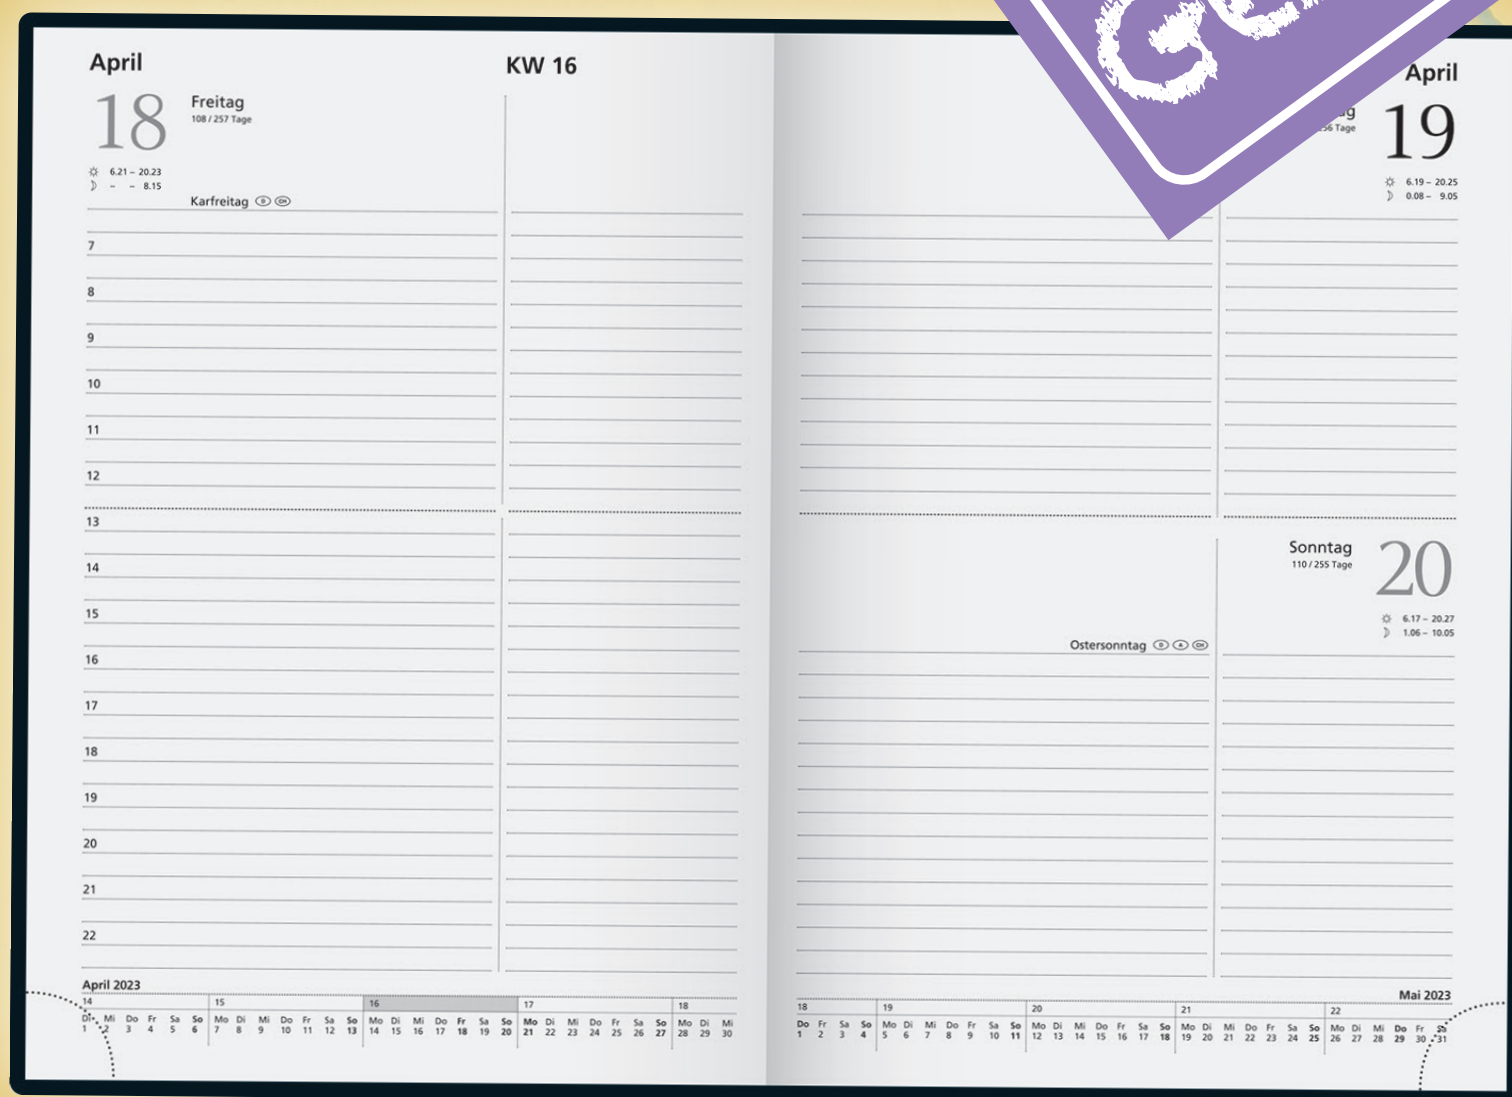 April
KW 16
18
Freitag
108 / 257 Tage
6.21 – 20.23
– – 8.15
Karfreitag D CH
7
8
9
10
11
12
13
14
15
16
17
18
19
20
21
22
April 2023
14 15 16 17 18
Di Mi Do Fr Sa So Mo Di Mi Do Fr Sa So Mo Di Mi Do Fr Sa So Mo Di Mi Do Fr Sa So Mo Di Mi
1 2 3 4 5 6 7 8 9 10 11 12 13 14 15 16 17 18 19 20 21 22 23 24 25 26 27 28 29 30
April
19
6.19 – 20.25
0.08 – 9.05
Sonntag
110 / 255 Tage
20
6.17 – 20.27
1.06 – 10.05
Ostersonntag D A CH
Mai 2023
18 19 20 21 22
Do Fr Sa So Mo Di Mi Do Fr Sa So Mo Di Mi Do Fr Sa So Mo Di Mi Do Fr Sa So Mo Di Mi Do Fr Sa
1 2 3 4 5 6 7 8 9 10 11 12 13 14 15 16 17 18 19 20 21 22 23 24 25 26 27 28 29 30 31